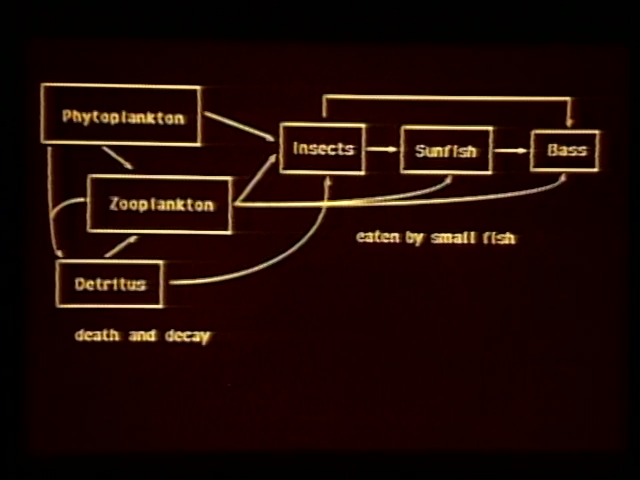 Phytoplankton
Insects
Sunfish
Bass
Zooplankton
eaten by small fish
Detritus
death and decay